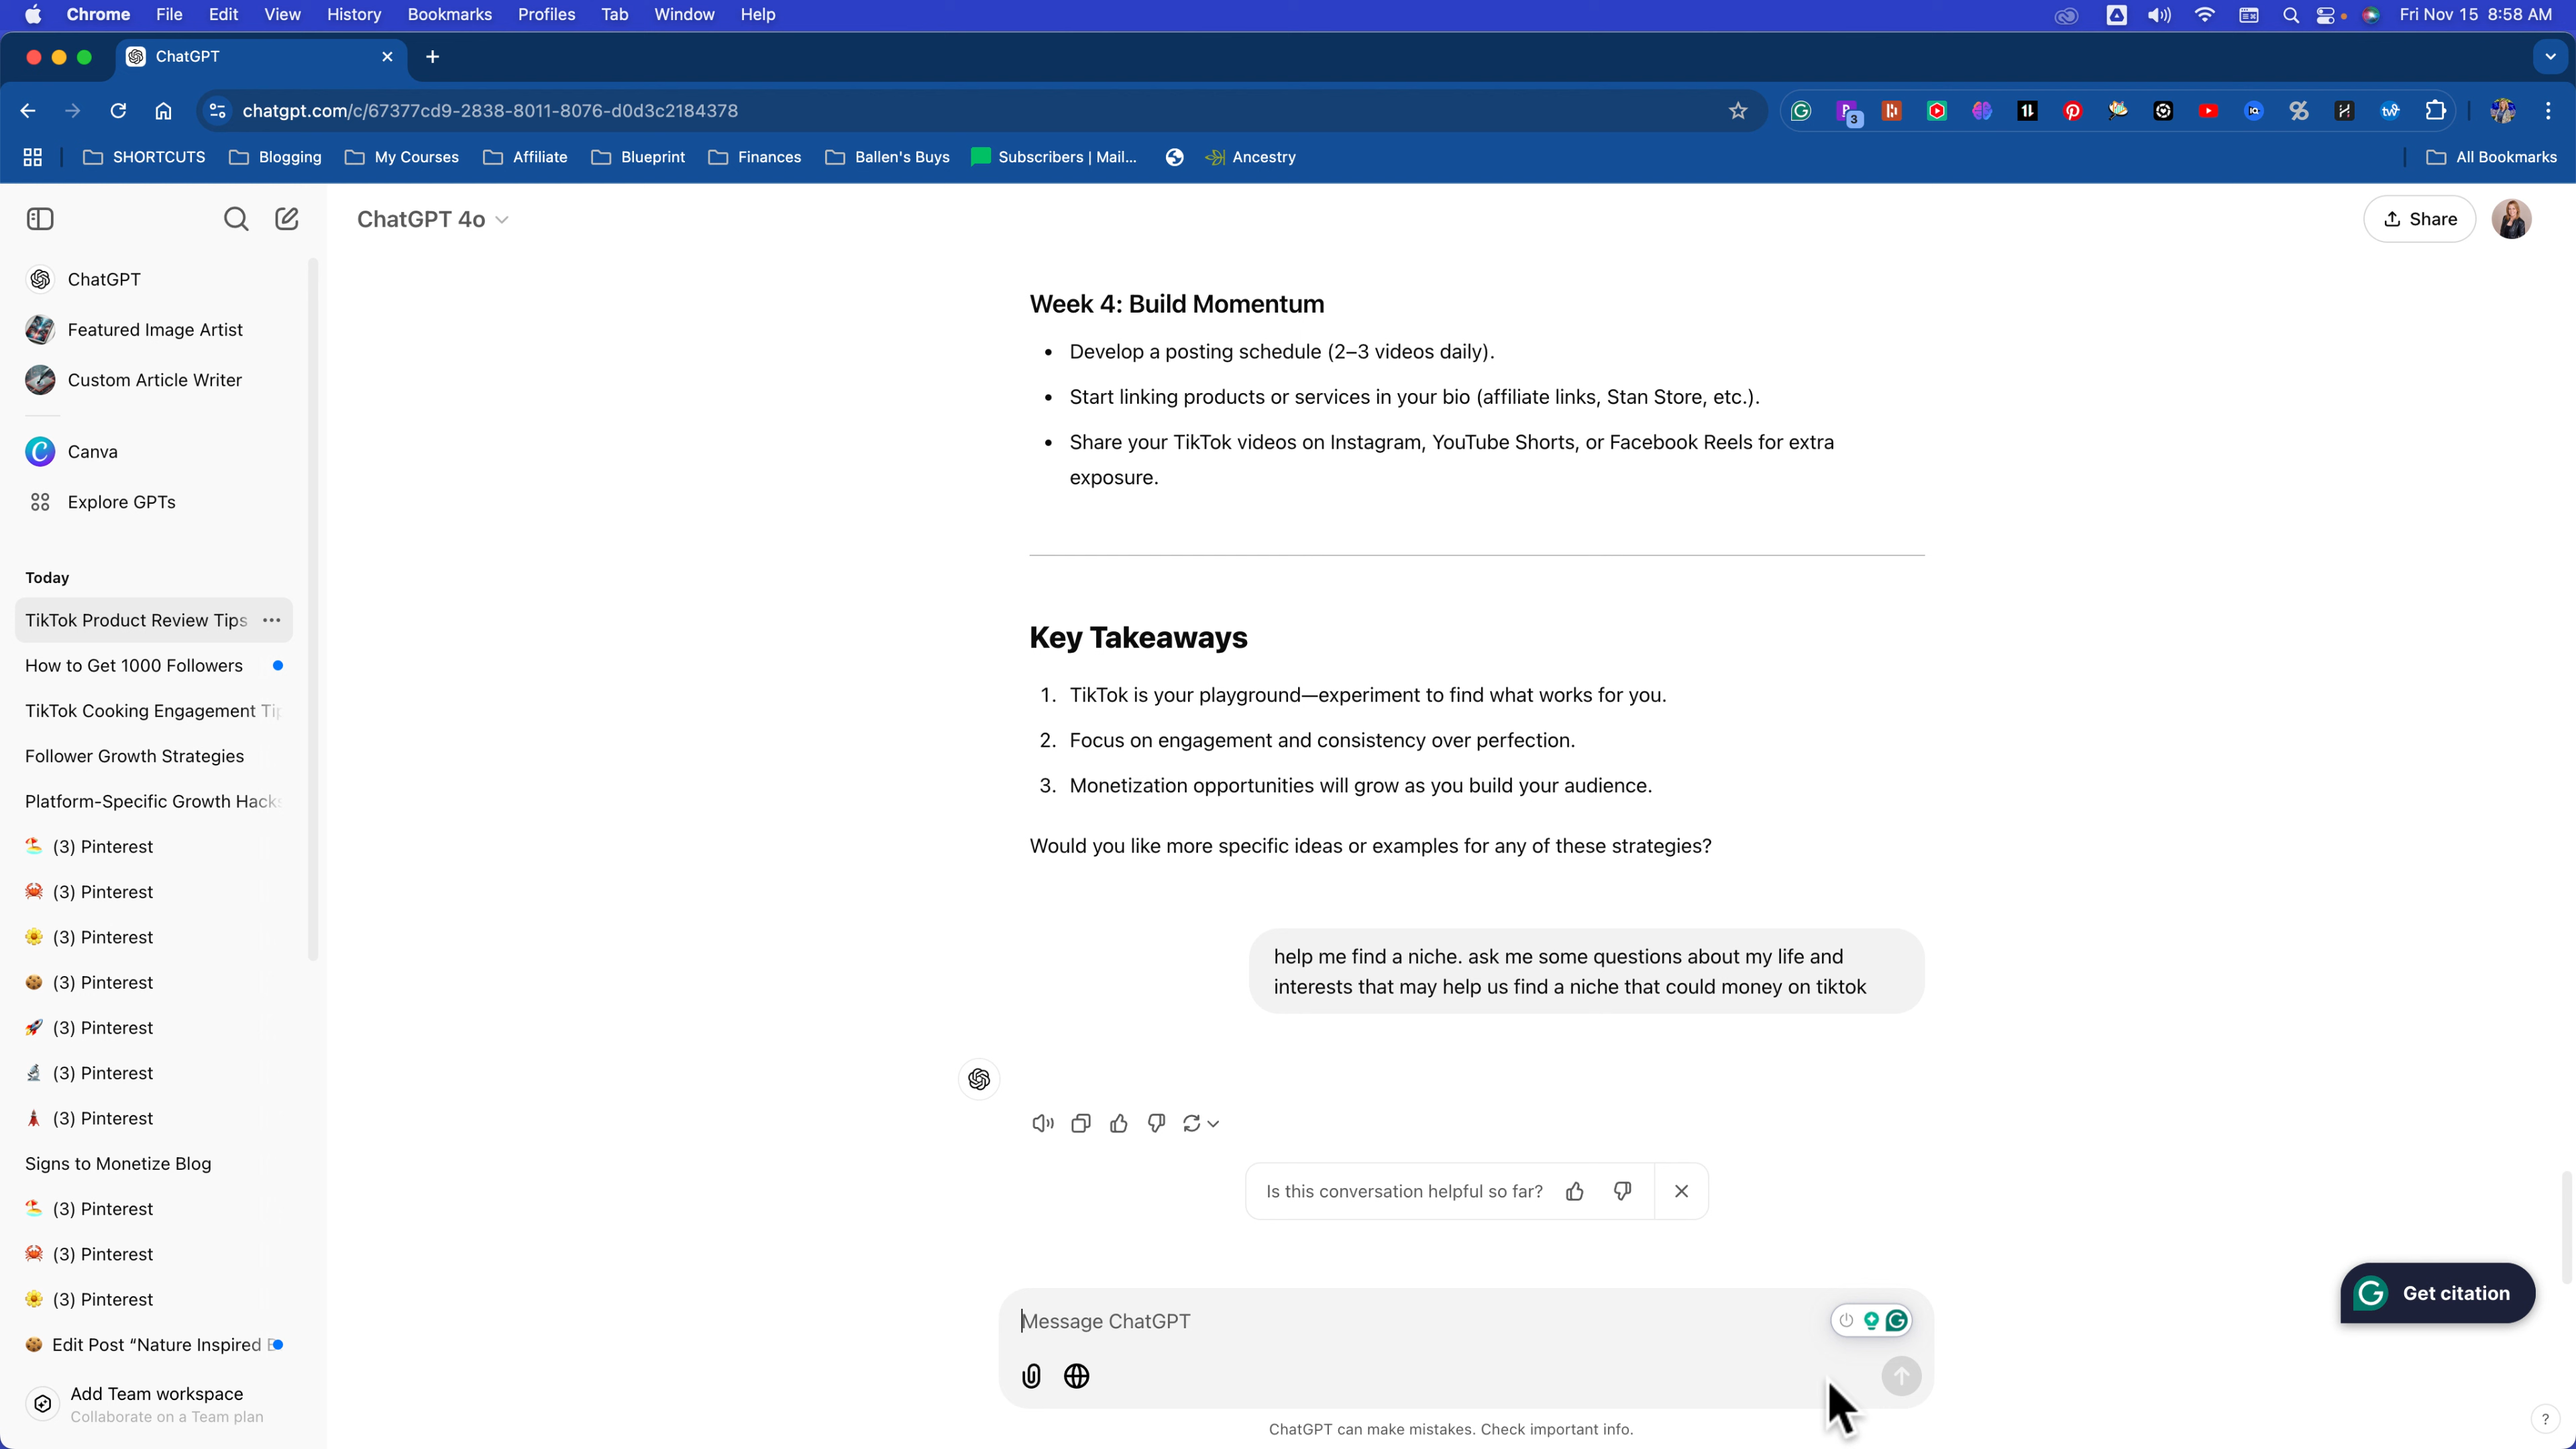 Chrome File Edit View History Bookmarks Profiles Tab Window Help Fri Nov 15 8:58 AM
ChatGPT
chatgpt.com/c/67377cd9-2838-8011-8076-d0d3c2184378
3
SHORTCUTS Blogging My Courses Affiliate Blueprint Finances Ballen's Buys Subscribers | Mail... Ancestry All Bookmarks
ChatGPT 4o Share
ChatGPT
Featured Image Artist
Custom Article Writer
Canva
Explore GPTs
Today
TikTok Product Review Tips
How to Get 1000 Followers
TikTok Cooking Engagement Ti
Follower Growth Strategies
Platform-Specific Growth Hacks
(3) Pinterest
(3) Pinterest
(3) Pinterest
(3) Pinterest
(3) Pinterest
(3) Pinterest
(3) Pinterest
Signs to Monetize Blog
(3) Pinterest
(3) Pinterest
(3) Pinterest
Edit Post “Nature Inspired
Add Team workspace
Collaborate on a Team plan
Week 4: Build Momentum
• Develop a posting schedule (2–3 videos daily).
• Start linking products or services in your bio (affiliate links, Stan Store, etc.).
• Share your TikTok videos on Instagram, YouTube Shorts, or Facebook Reels for extra
exposure.
Key Takeaways
1. TikTok is your playground—experiment to find what works for you.
2. Focus on engagement and consistency over perfection.
3. Monetization opportunities will grow as you build your audience.
Would you like more specific ideas or examples for any of these strategies?
help me find a niche. ask me some questions about my life and
interests that may help us find a niche that could money on tiktok
Is this conversation helpful so far?
Message ChatGPT
Get citation
ChatGPT can make mistakes. Check important info.
?